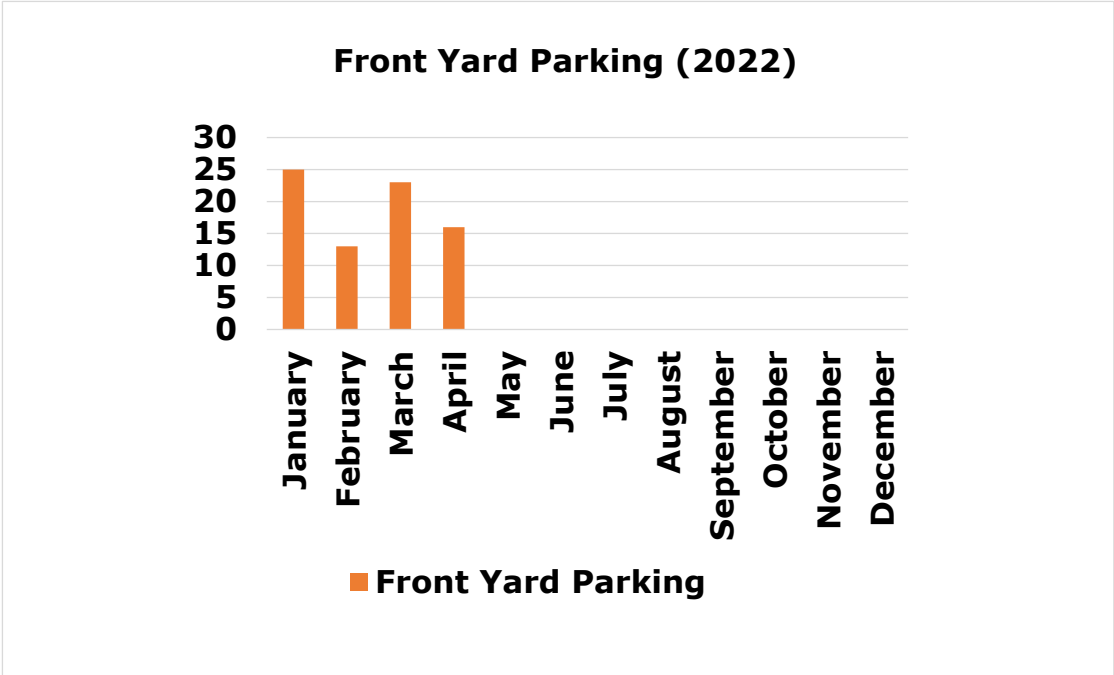 Front Yard Parking (2022)
30
25
20
15
10
5
0
January
February
March
April
May
June
July
August
September
October
November
December
Front Yard Parking